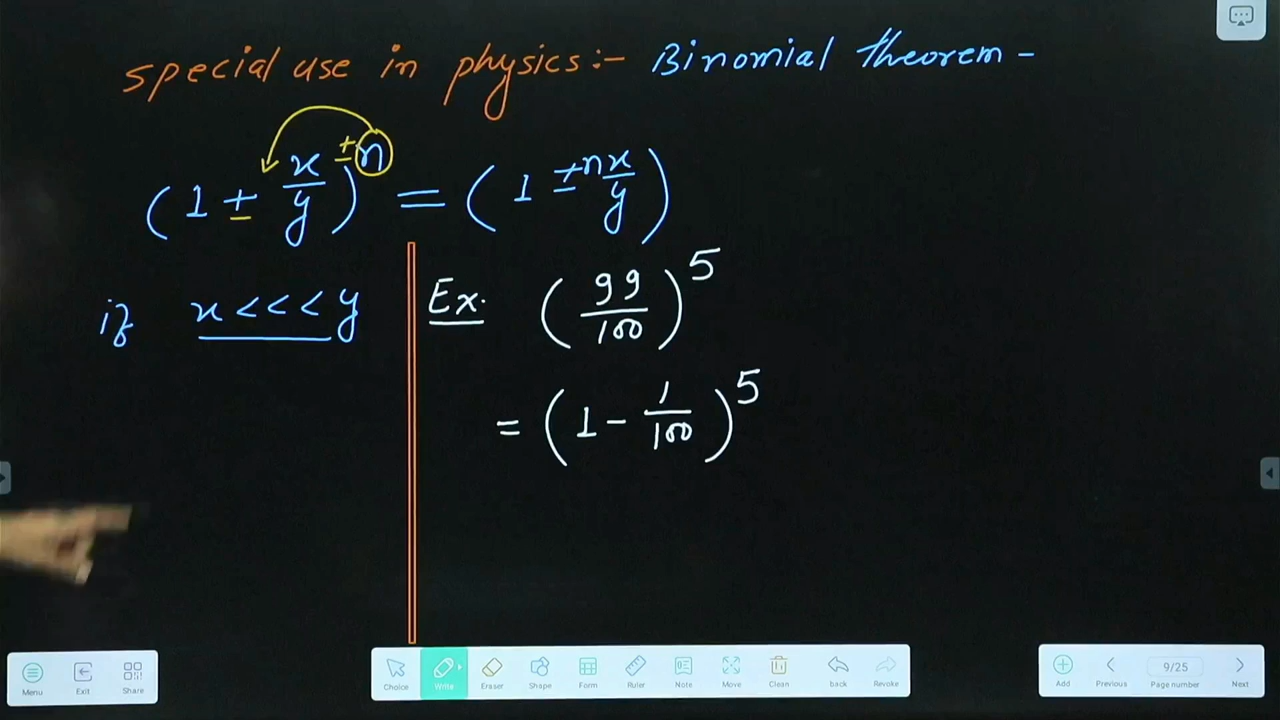 special use in physics:- Binomial theorem -
(1 ± x/y)^±n = (1 ±n x/y)
if x <<< y
Ex. (99/100)^5
= (1 - 1/100)^5
Menu Exit Share
Choice Write Eraser Shape Form Ruler Note Move Clean back Revoke
Add Previous 9/25 Page number Next